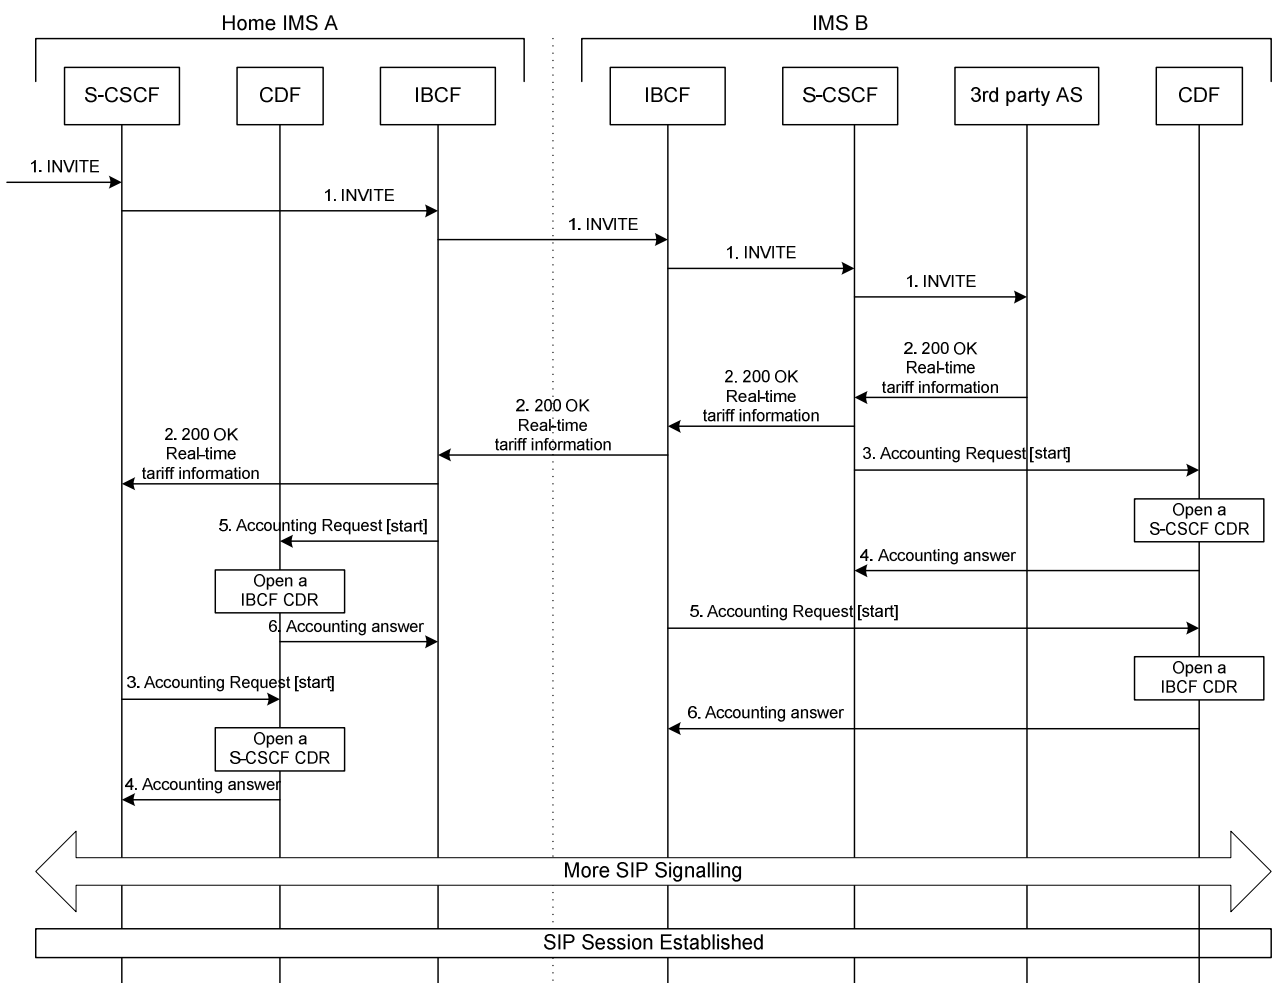 Home IMS A
IMS B
S-CSCF
CDF
IBCF
IBCF
S-CSCF
3rd party AS
CDF
1. INVITE
1. INVITE
1. INVITE
1. INVITE
1. INVITE
2. 200 OK
Real-time
tariff information
2. 200 OK
Real-time
tariff information
2. 200 OK
Real-time
tariff information
2. 200 OK
Real-time
tariff information
3. Accounting Request [start]
Open a
S-CSCF CDR
5. Accounting Request [start]
4. Accounting answer
Open a
IBCF CDR
5. Accounting Request [start]
6. Accounting answer
Open a
IBCF CDR
3. Accounting Request [start]
6. Accounting answer
Open a
S-CSCF CDR
4. Accounting answer
More SIP Signalling
SIP Session Established